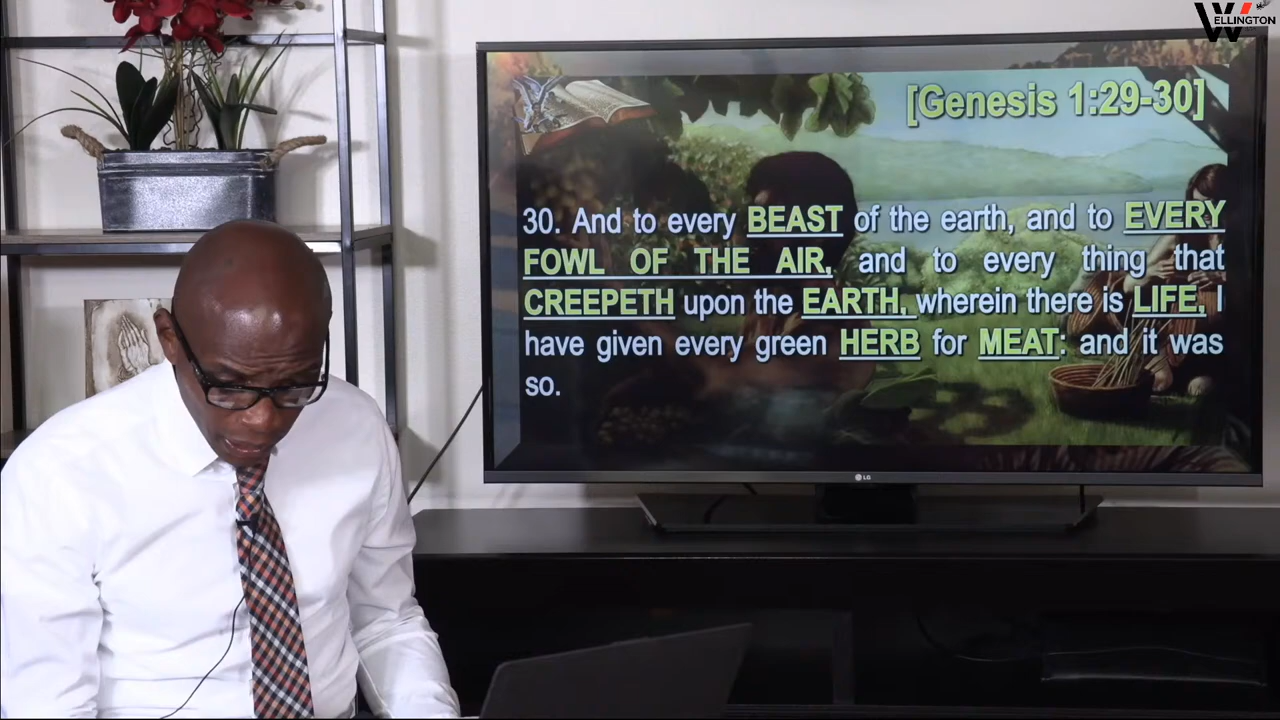 WELLINGTON
[Genesis 1:29-30]
30. And to every BEAST of the earth, and to EVERY
FOWL OF THE AIR, and to every thing that
CREEPETH upon the EARTH, wherein there is LIFE, I
have given every green HERB for MEAT: and it was
so.
LG